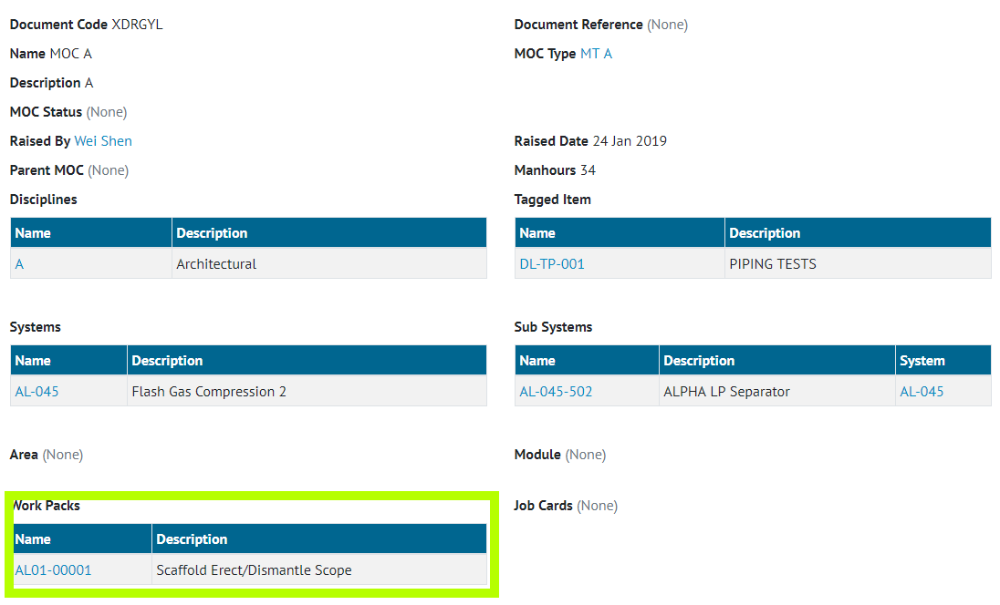 Document Code XDRGYL
Document Reference (None)
Name MOC A
MOC Type MT A
Description A
MOC Status (None)
Raised By Wei Shen
Raised Date 24 Jan 2019
Parent MOC (None)
Manhours 34
Disciplines
Name Description
A Architectural
Tagged Item
Name Description
DL-TP-001 PIPING TESTS
Systems
Name Description
AL-045 Flash Gas Compression 2
Sub Systems
Name Description System
AL-045-502 ALPHA LP Separator AL-045
Area (None)
Module (None)
Work Packs
Name Description
AL01-00001 Scaffold Erect/Dismantle Scope
Job Cards (None)